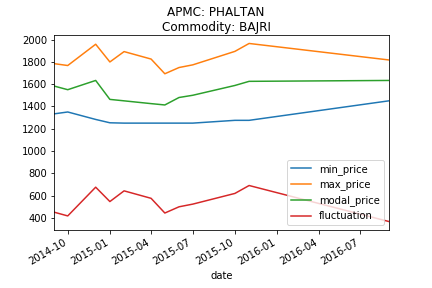 APMC: PHALTAN
Commodity: BAJRI
2000
1800
1600
1400
1200
1000
800
600
400
min_price
max_price
modal_price
fluctuation
2014-10
2015-01
2015-04
2015-07
2015-10
2016-01
2016-04
2016-07
date